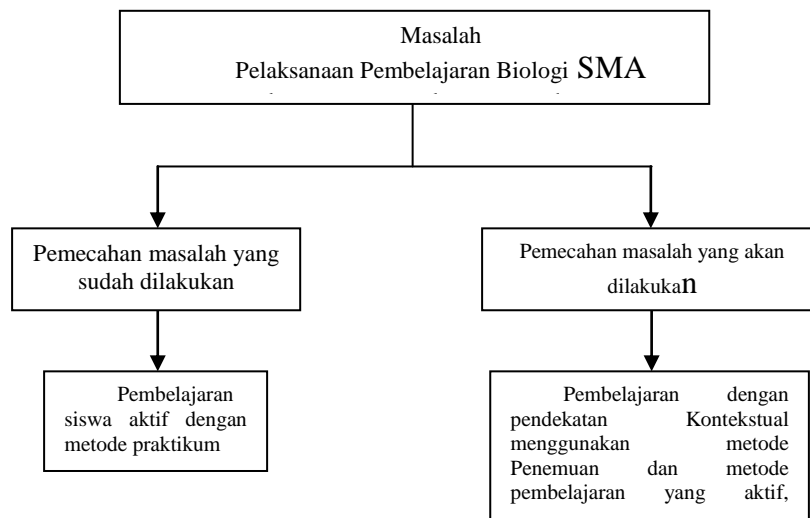 Masalah
Pelaksanaan Pembelajaran Biologi SMA
Pemecahan masalah yang
sudah dilakukan
Pemecahan masalah yang akan
dilakukan
Pembelajaran
siswa aktif dengan
metode praktikum
Pembelajaran dengan
pendekatan Kontekstual
menggunakan metode
Penemuan dan metode
pembelajaran yang aktif,